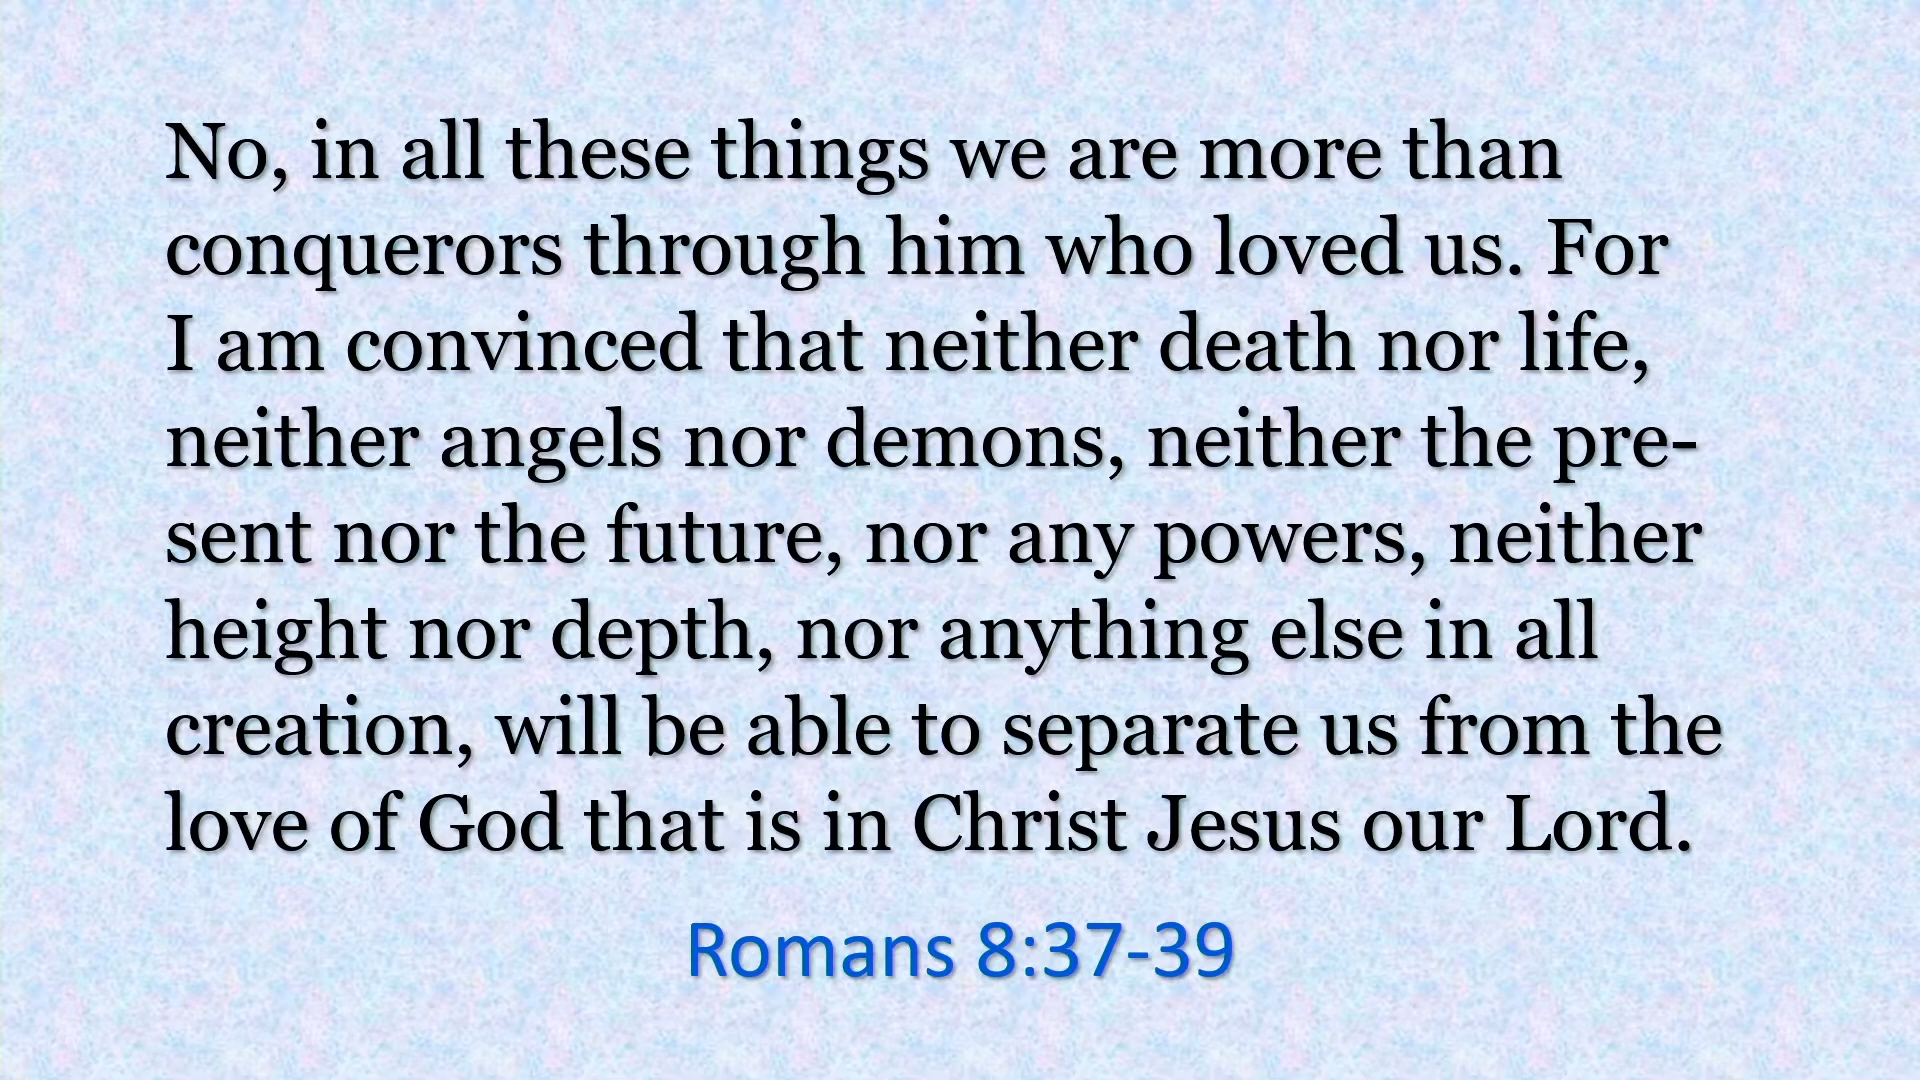 No, in all these things we are more than
conquerors through him who loved us. For
I am convinced that neither death nor life,
neither angels nor demons, neither the pre-
sent nor the future, nor any powers, neither
height nor depth, nor anything else in all
creation, will be able to separate us from the
love of God that is in Christ Jesus our Lord.
Romans 8:37-39